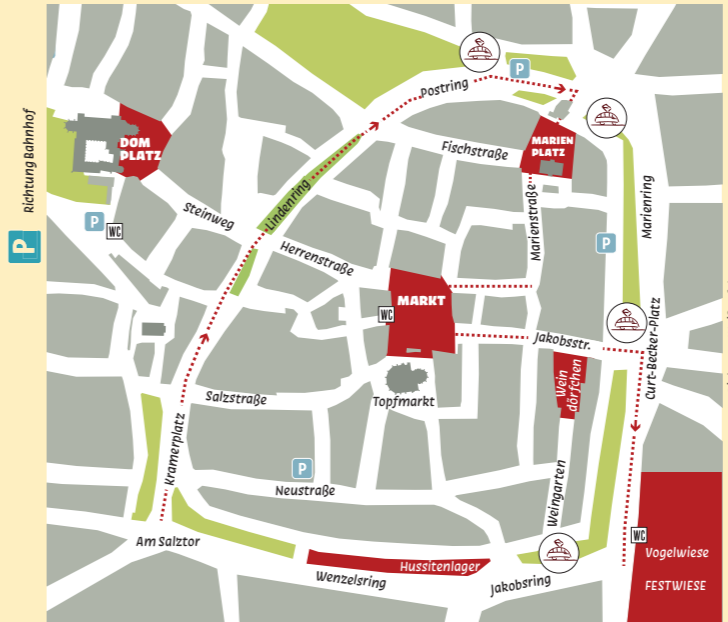 Richtung Bahnhof
P
DOM
PLATZ
P
WC
Steinweg
Lindenring
Postring
P
Fischstraße
MARIEN
PLATZ
Marienstraße
Marienring
P
Herrenstraße
MARKT
WC
Jakobsstr.
Curt-Becker-Platz
Wein
dörfchen
Topfmarkt
Salzstraße
Kramerplatz
P
Neustraße
Weingarten
Am Salztor
Hussitenlager
Wenzelsring
Jakobsring
WC
Vogelwiese
FESTWIESE